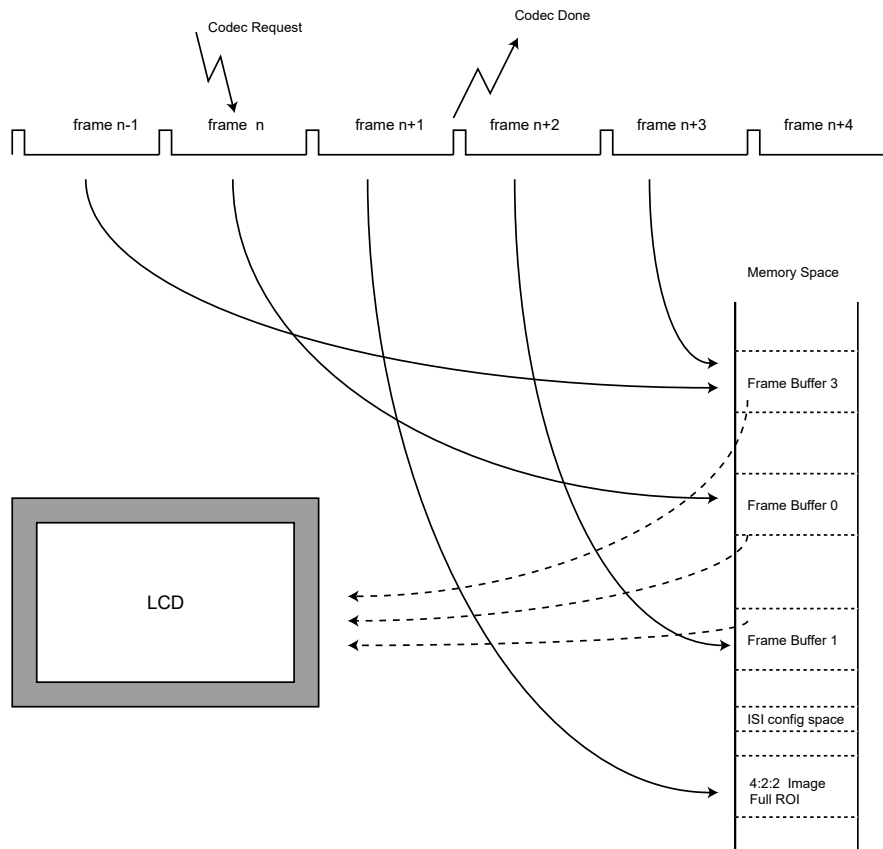 Codec Request
Codec Done
frame n-1
frame n
frame n+1
frame n+2
frame n+3
frame n+4
Memory Space
Frame Buffer 3
Frame Buffer 0
LCD
Frame Buffer 1
ISI config space
4:2:2 Image
Full ROI